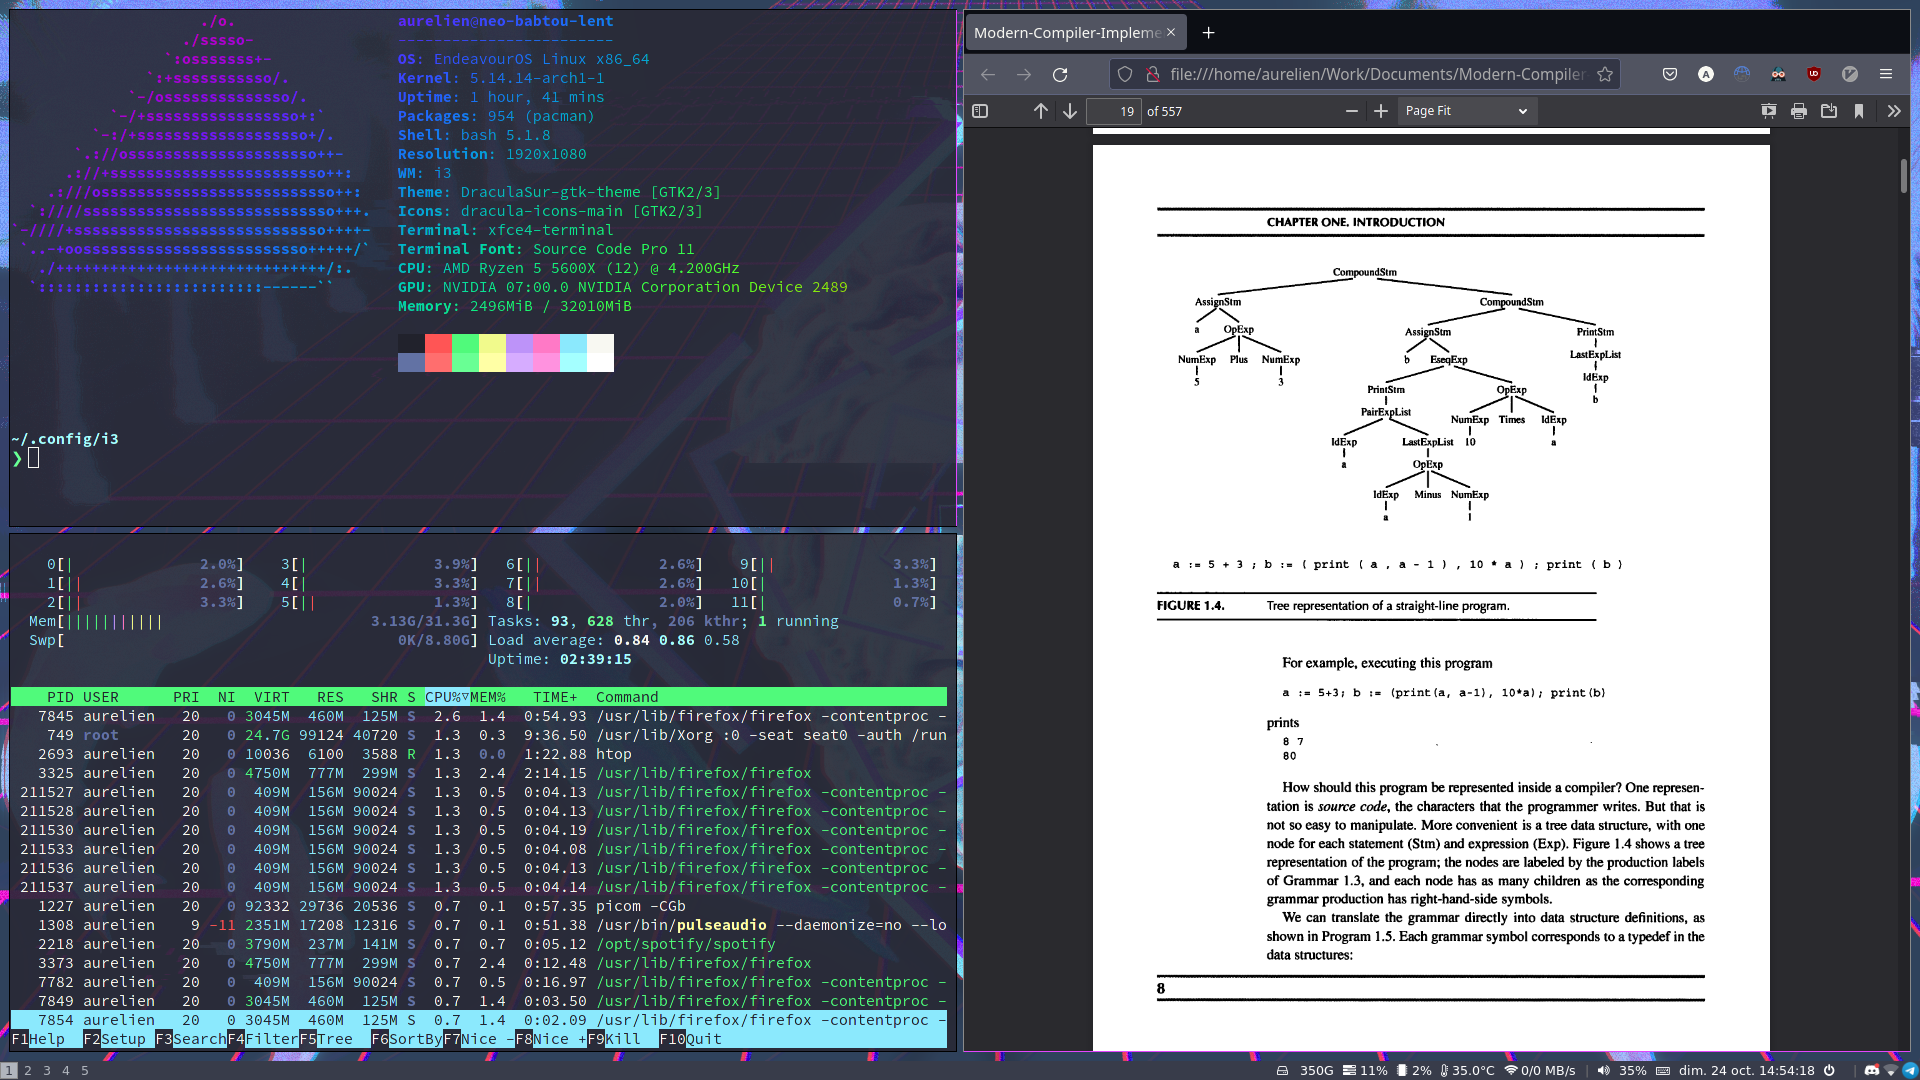 aurelien@neo-babtou-lent
------------------------
OS: EndeavourOS Linux x86_64
Kernel: 5.14.14-arch1-1
Uptime: 1 hour, 41 mins
Packages: 954 (pacman)
Shell: bash 5.1.8
Resolution: 1920x1080
WM: i3
Theme: DraculaSur-gtk-theme [GTK2/3]
Icons: dracula-icons-main [GTK2/3]
Terminal: xfce4-terminal
Terminal Font: Source Code Pro 11
CPU: AMD Ryzen 5 5600X (12) @ 4.200GHz
GPU: NVIDIA 07:00.0 NVIDIA Corporation Device 2489
Memory: 2496MiB / 32010MiB
~/.config/i3
❯
0[| 2.0%] 3[| 3.9%] 6[|| 2.6%] 9[|| 3.3%]
1[|| 2.6%] 4[| 3.3%] 7[|| 2.6%] 10[| 1.3%]
2[|| 3.3%] 5[|| 1.3%] 8[| 2.0%] 11[| 0.7%]
Mem[||||||||||| 3.13G/31.3G] Tasks: 93, 628 thr, 206 kthr; 1 running
Swp[ 0K/8.80G] Load average: 0.84 0.86 0.58
Uptime: 02:39:15
PID USER PRI NI VIRT RES SHR S CPU%▽MEM% TIME+ Command
7845 aurelien 20 0 3045M 460M 125M S 2.6 1.4 0:54.93 /usr/lib/firefox/firefox -contentproc -
749 root 20 0 24.7G 99124 40720 S 1.3 0.3 9:36.50 /usr/lib/Xorg :0 -seat seat0 -auth /run
2693 aurelien 20 0 10036 6100 3588 R 1.3 0.0 1:22.88 htop
3325 aurelien 20 0 4750M 777M 299M S 1.3 2.4 2:14.15 /usr/lib/firefox/firefox
211527 aurelien 20 0 409M 156M 90024 S 1.3 0.5 0:04.13 /usr/lib/firefox/firefox -contentproc -
211528 aurelien 20 0 409M 156M 90024 S 1.3 0.5 0:04.13 /usr/lib/firefox/firefox -contentproc -
211530 aurelien 20 0 409M 156M 90024 S 1.3 0.5 0:04.19 /usr/lib/firefox/firefox -contentproc -
211533 aurelien 20 0 409M 156M 90024 S 1.3 0.5 0:04.08 /usr/lib/firefox/firefox -contentproc -
211536 aurelien 20 0 409M 156M 90024 S 1.3 0.5 0:04.13 /usr/lib/firefox/firefox -contentproc -
211537 aurelien 20 0 409M 156M 90024 S 1.3 0.5 0:04.14 /usr/lib/firefox/firefox -contentproc -
1227 aurelien 20 0 92332 29736 20536 S 0.7 0.1 0:57.35 picom -CGb
1308 aurelien 9 -11 2351M 17208 12316 S 0.7 0.1 0:51.38 /usr/bin/pulseaudio --daemonize=no --lo
2218 aurelien 20 0 3790M 237M 141M S 0.7 0.7 0:05.12 /opt/spotify/spotify
3373 aurelien 20 0 4750M 777M 299M S 0.7 2.4 0:12.48 /usr/lib/firefox/firefox
7782 aurelien 20 0 409M 156M 90024 S 0.7 0.5 0:16.97 /usr/lib/firefox/firefox -contentproc -
7849 aurelien 20 0 3045M 460M 125M S 0.7 1.4 0:03.50 /usr/lib/firefox/firefox -contentproc -
7854 aurelien 20 0 3045M 460M 125M S 0.7 1.4 0:02.09 /usr/lib/firefox/firefox -contentproc -
F1Help F2Setup F3SearchF4FilterF5Tree F6SortByF7Nice -F8Nice +F9Kill F10Quit
Modern-Compiler-Impleme
file:///home/aurelien/Work/Documents/Modern-Compiler
19 of 557 Page Fit
CHAPTER ONE. INTRODUCTION
CompoundStm
AssignStm CompoundStm
a OpExp AssignStm PrintStm
NumExp Plus NumExp b EseqExp LastExpList
5 3 IdExp
PrintStm OpExp b
PairExpList NumExp Times IdExp
IdExp LastExpList 10 a
a OpExp
IdExp Minus NumExp
a 1
a := 5 + 3 ; b := ( print ( a , a - 1 ) , 10 * a ) ; print ( b )
FIGURE 1.4. Tree representation of a straight-line program.
For example, executing this program
a := 5+3; b := (print(a, a-1), 10*a); print(b)
prints
8 7
80
How should this program be represented inside a compiler? One represen-
tation is source code, the characters that the programmer writes. But that is
not so easy to manipulate. More convenient is a tree data structure, with one
node for each statement (Stm) and expression (Exp). Figure 1.4 shows a tree
representation of the program; the nodes are labeled by the production labels
of Grammar 1.3, and each node has as many children as the corresponding
grammar production has right-hand-side symbols.
We can translate the grammar directly into data structure definitions, as
shown in Program 1.5. Each grammar symbol corresponds to a typedef in the
data structures:
8
1 2 3 4 5
350G 11% 2% 35.0°C 0/0 MB/s | 35% dim. 24 oct. 14:54:18